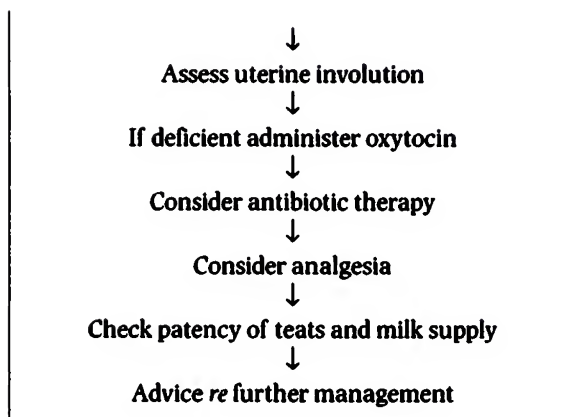 ↓
Assess uterine involution
↓
If deficient administer oxytocin
↓
Consider antibiotic therapy
↓
Consider analgesia
↓
Check patency of teats and milk supply
↓
Advice re further management